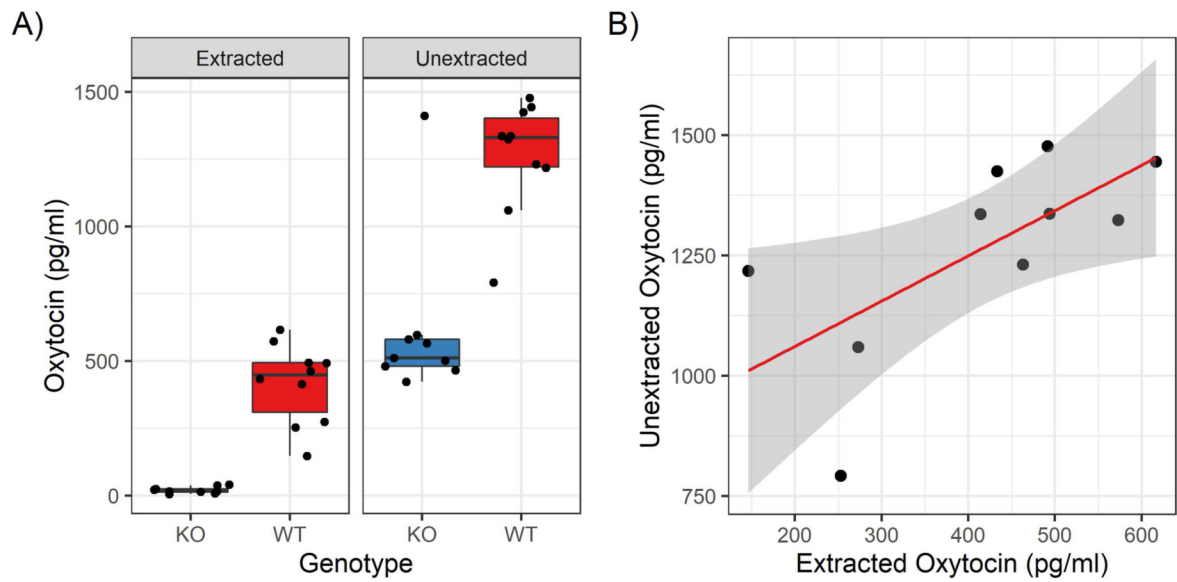 A)
Extracted
Unextracted
Oxytocin (pg/ml)
1500
1000
500
0
KO
WT
KO
WT
Genotype
B)
Unextracted Oxytocin (pg/ml)
1500
1250
1000
750
200
300
400
500
600
Extracted Oxytocin (pg/ml)